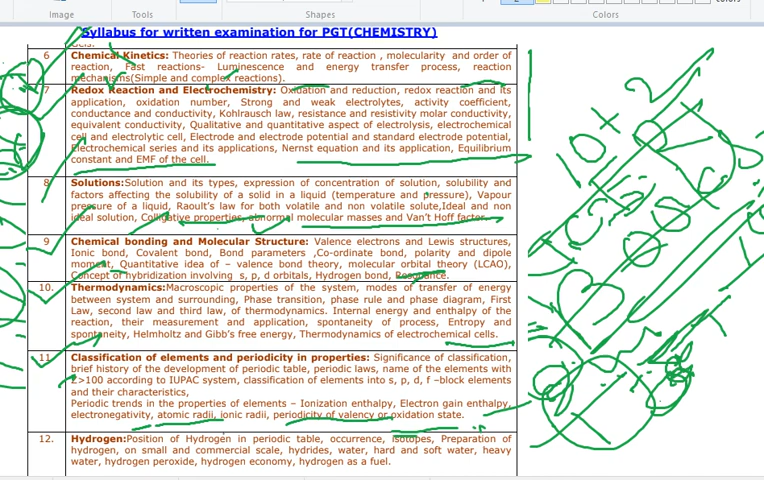 Image
Tools
Shapes
Colors
colors
Syllabus for written examination for PGT(CHEMISTRY)
cells.
6 Chemical Kinetics: Theories of reaction rates, rate of reaction , molecularity and order of
reaction, Fast reactions- Luminescence and energy transfer process, reaction
mechanisms(Simple and complex reactions).
7 Redox Reaction and Electrochemistry: Oxidation and reduction, redox reaction and its
application, oxidation number, Strong and weak electrolytes, activity coefficient,
conductance and conductivity, Kohlrausch law, resistance and resistivity molar conductivity,
equivalent conductivity, Qualitative and quantitative aspect of electrolysis, electrochemical
cell and electrolytic cell, Electrode and electrode potential and standard electrode potential,
Electrochemical series and its applications, Nernst equation and its application, Equilibrium
constant and EMF of the cell.
8 Solutions:Solution and its types, expression of concentration of solution, solubility and
factors affecting the solubility of a solid in a liquid (temperature and pressure), Vapour
pressure of a liquid, Raoult's law for both volatile and non volatile solute,Ideal and non
ideal solution, Colligative properties, abnormal molecular masses and Van't Hoff factor.
9 Chemical bonding and Molecular Structure: Valence electrons and Lewis structures,
Ionic bond, Covalent bond, Bond parameters ,Co-ordinate bond, polarity and dipole
moment, Quantitative idea of – valence bond theory, molecular orbital theory (LCAO),
Concept of hybridization involving s, p, d orbitals, Hydrogen bond, Resonance.
10. Thermodynamics:Macroscopic properties of the system, modes of transfer of energy
between system and surrounding, Phase transition, phase rule and phase diagram, First
Law, second law and third law, of thermodynamics. Internal energy and enthalpy of the
reaction, their measurement and application, spontaneity of process, Entropy and
spontaneity, Helmholtz and Gibb's free energy, Thermodynamics of electrochemical cells.
11 Classification of elements and periodicity in properties: Significance of classification,
brief history of the development of periodic table, periodic laws, name of the elements with
Z>100 according to IUPAC system, classification of elements into s, p, d, f –block elements
and their characteristics,
Periodic trends in the properties of elements – Ionization enthalpy, Electron gain enthalpy,
electronegativity, atomic radii, ionic radii, periodicity of valency or oxidation state.
12. Hydrogen:Position of Hydrogen in periodic table, occurrence, isotopes, Preparation of
hydrogen, on small and commercial scale, hydrides, water, hard and soft water, heavy
water, hydrogen peroxide, hydrogen economy, hydrogen as a fuel.